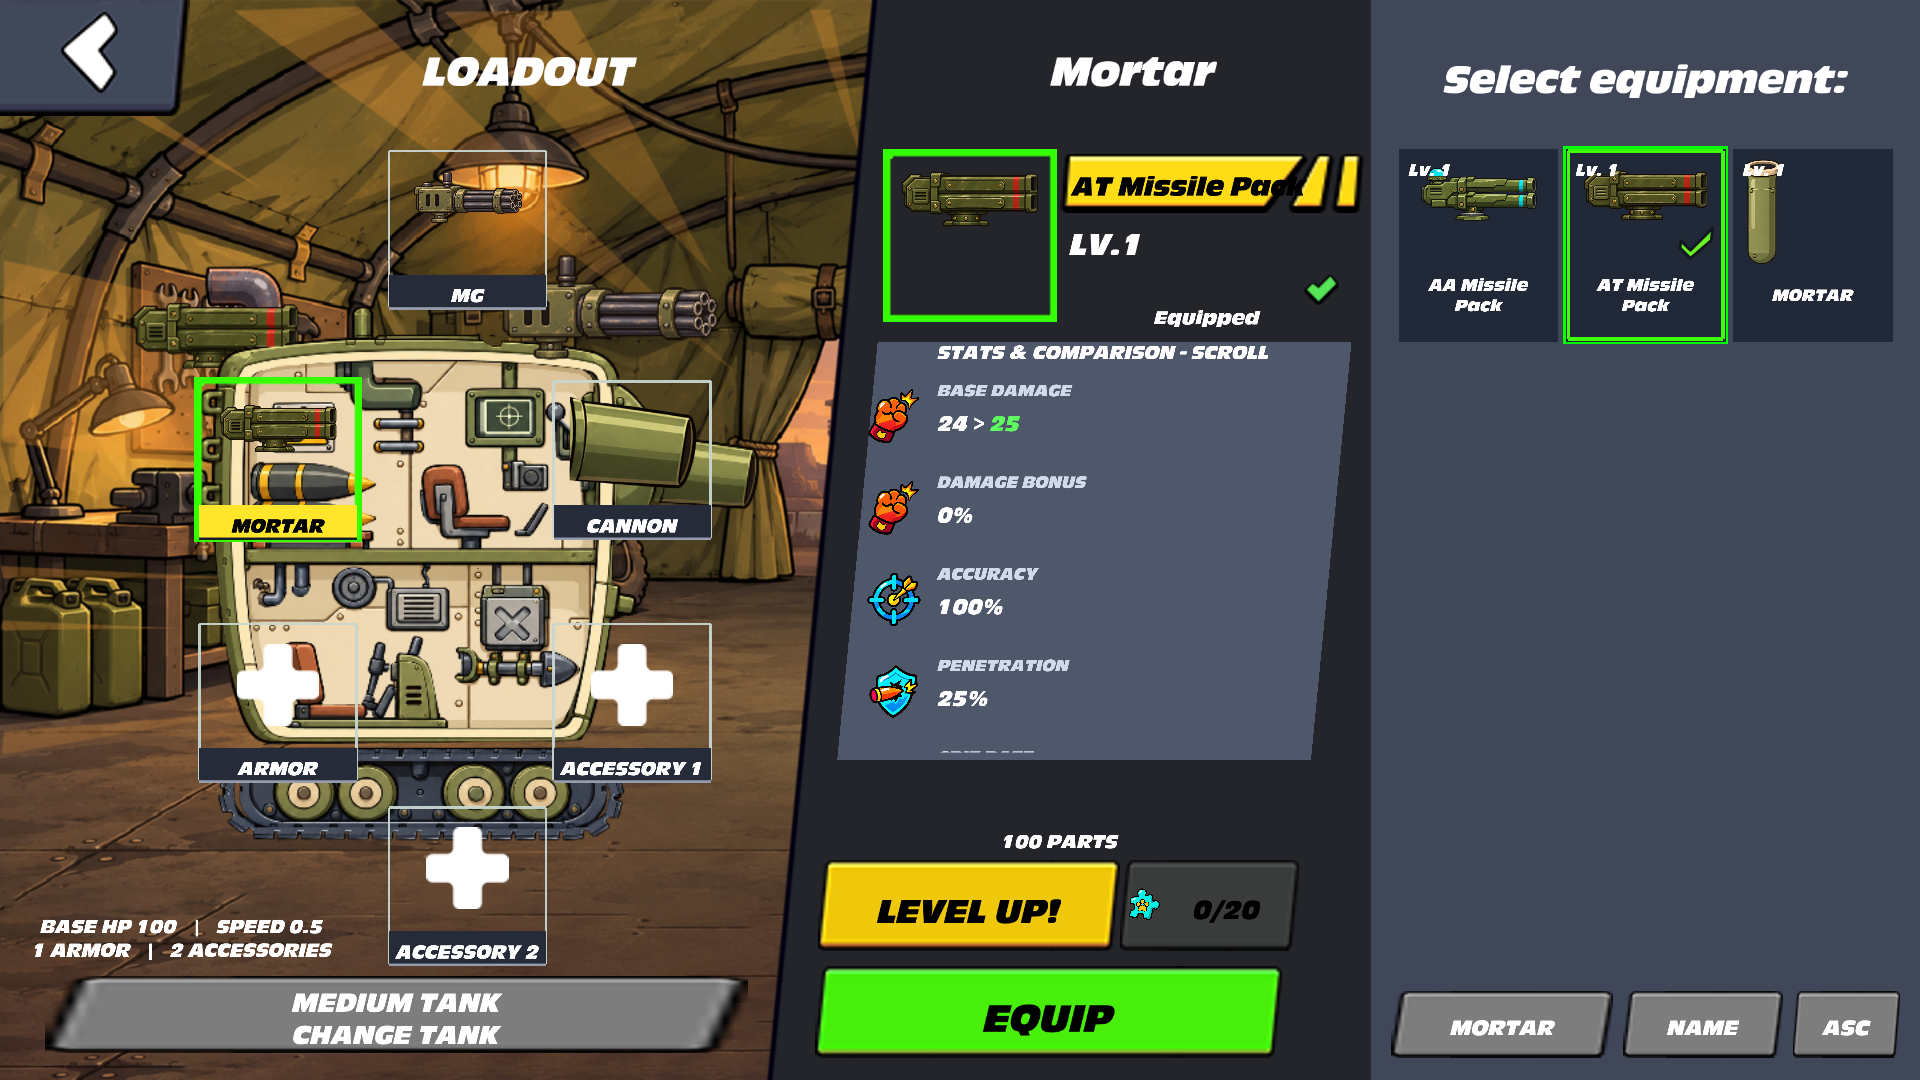 LOADOUT
MG
MORTAR
CANNON
ARMOR
ACCESSORY 1
ACCESSORY 2
BASE HP 100 | SPEED 0.5
1 ARMOR | 2 ACCESSORIES
MEDIUM TANK
CHANGE TANK
Mortar
AT Missile Pack
LV.1
Equipped
STATS & COMPARISON - SCROLL
BASE DAMAGE
24 > 25
DAMAGE BONUS
0%
ACCURACY
100%
PENETRATION
25%
100 PARTS
LEVEL UP!
0/20
EQUIP
Select equipment:
Lv. 1
AA Missile
Pack
Lv. 1
AT Missile
Pack
Lv. 1
MORTAR
MORTAR
NAME
ASC